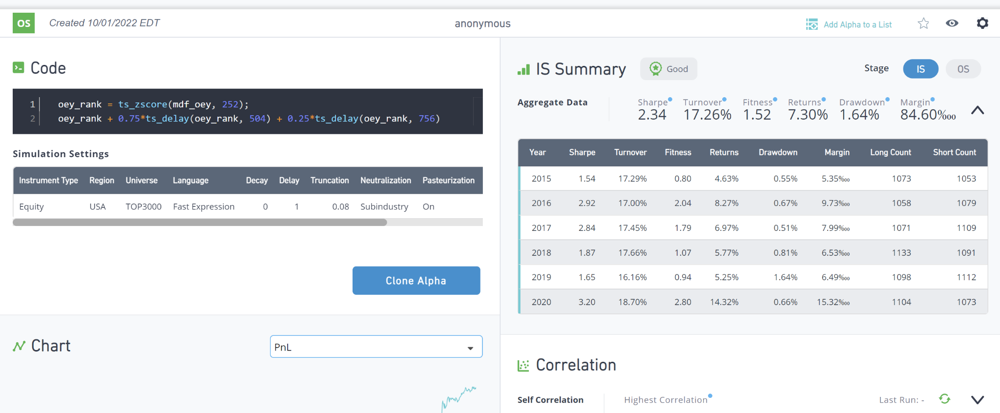 OS Created 10/01/2022 EDT anonymous Add Alpha to a List
Code
1 oey_rank = ts_zscore(mdf_oey, 252);
2 oey_rank + 0.75*ts_delay(oey_rank, 504) + 0.25*ts_delay(oey_rank, 756)
Simulation Settings
Instrument Type Region Universe Language Decay Delay Truncation Neutralization Pasteurization
Equity USA TOP3000 Fast Expression 0 1 0.08 Subindustry On
Clone Alpha
Chart PnL
IS Summary Good Stage IS OS
Aggregate Data
Sharpe Turnover Fitness Returns Drawdown Margin
2.34 17.26% 1.52 7.30% 1.64% 84.60‱
Year Sharpe Turnover Fitness Returns Drawdown Margin Long Count Short Count
2015 1.54 17.29% 0.80 4.63% 0.55% 5.35‱ 1073 1053
2016 2.92 17.00% 2.04 8.27% 0.67% 9.73‱ 1058 1079
2017 2.84 17.45% 1.79 6.97% 0.51% 7.99‱ 1071 1109
2018 1.87 17.66% 1.07 5.77% 0.81% 6.53‱ 1133 1091
2019 1.65 16.16% 0.94 5.25% 1.64% 6.49‱ 1098 1112
2020 3.20 18.70% 2.80 14.32% 0.66% 15.32‱ 1104 1073
Correlation
Self Correlation Highest Correlation Last Run: -